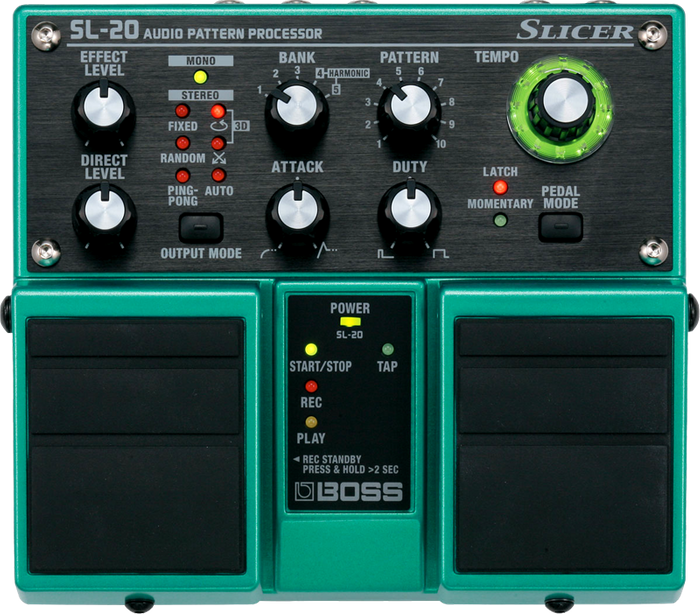 SL-20 AUDIO PATTERN PROCESSOR
SLICER
EFFECT
LEVEL
MONO
STEREO
FIXED
3D
RANDOM
PING-
PONG
AUTO
OUTPUT MODE
BANK
1
2
3
4-HARMONIC
5
PATTERN
1
2
3
4
5
6
7
8
9
10
TEMPO
DIRECT
LEVEL
ATTACK
DUTY
LATCH
MOMENTARY
PEDAL
MODE
POWER
SL-20
START/STOP
TAP
REC
PLAY
◄ REC STANDBY
PRESS & HOLD >2 SEC
BOSS